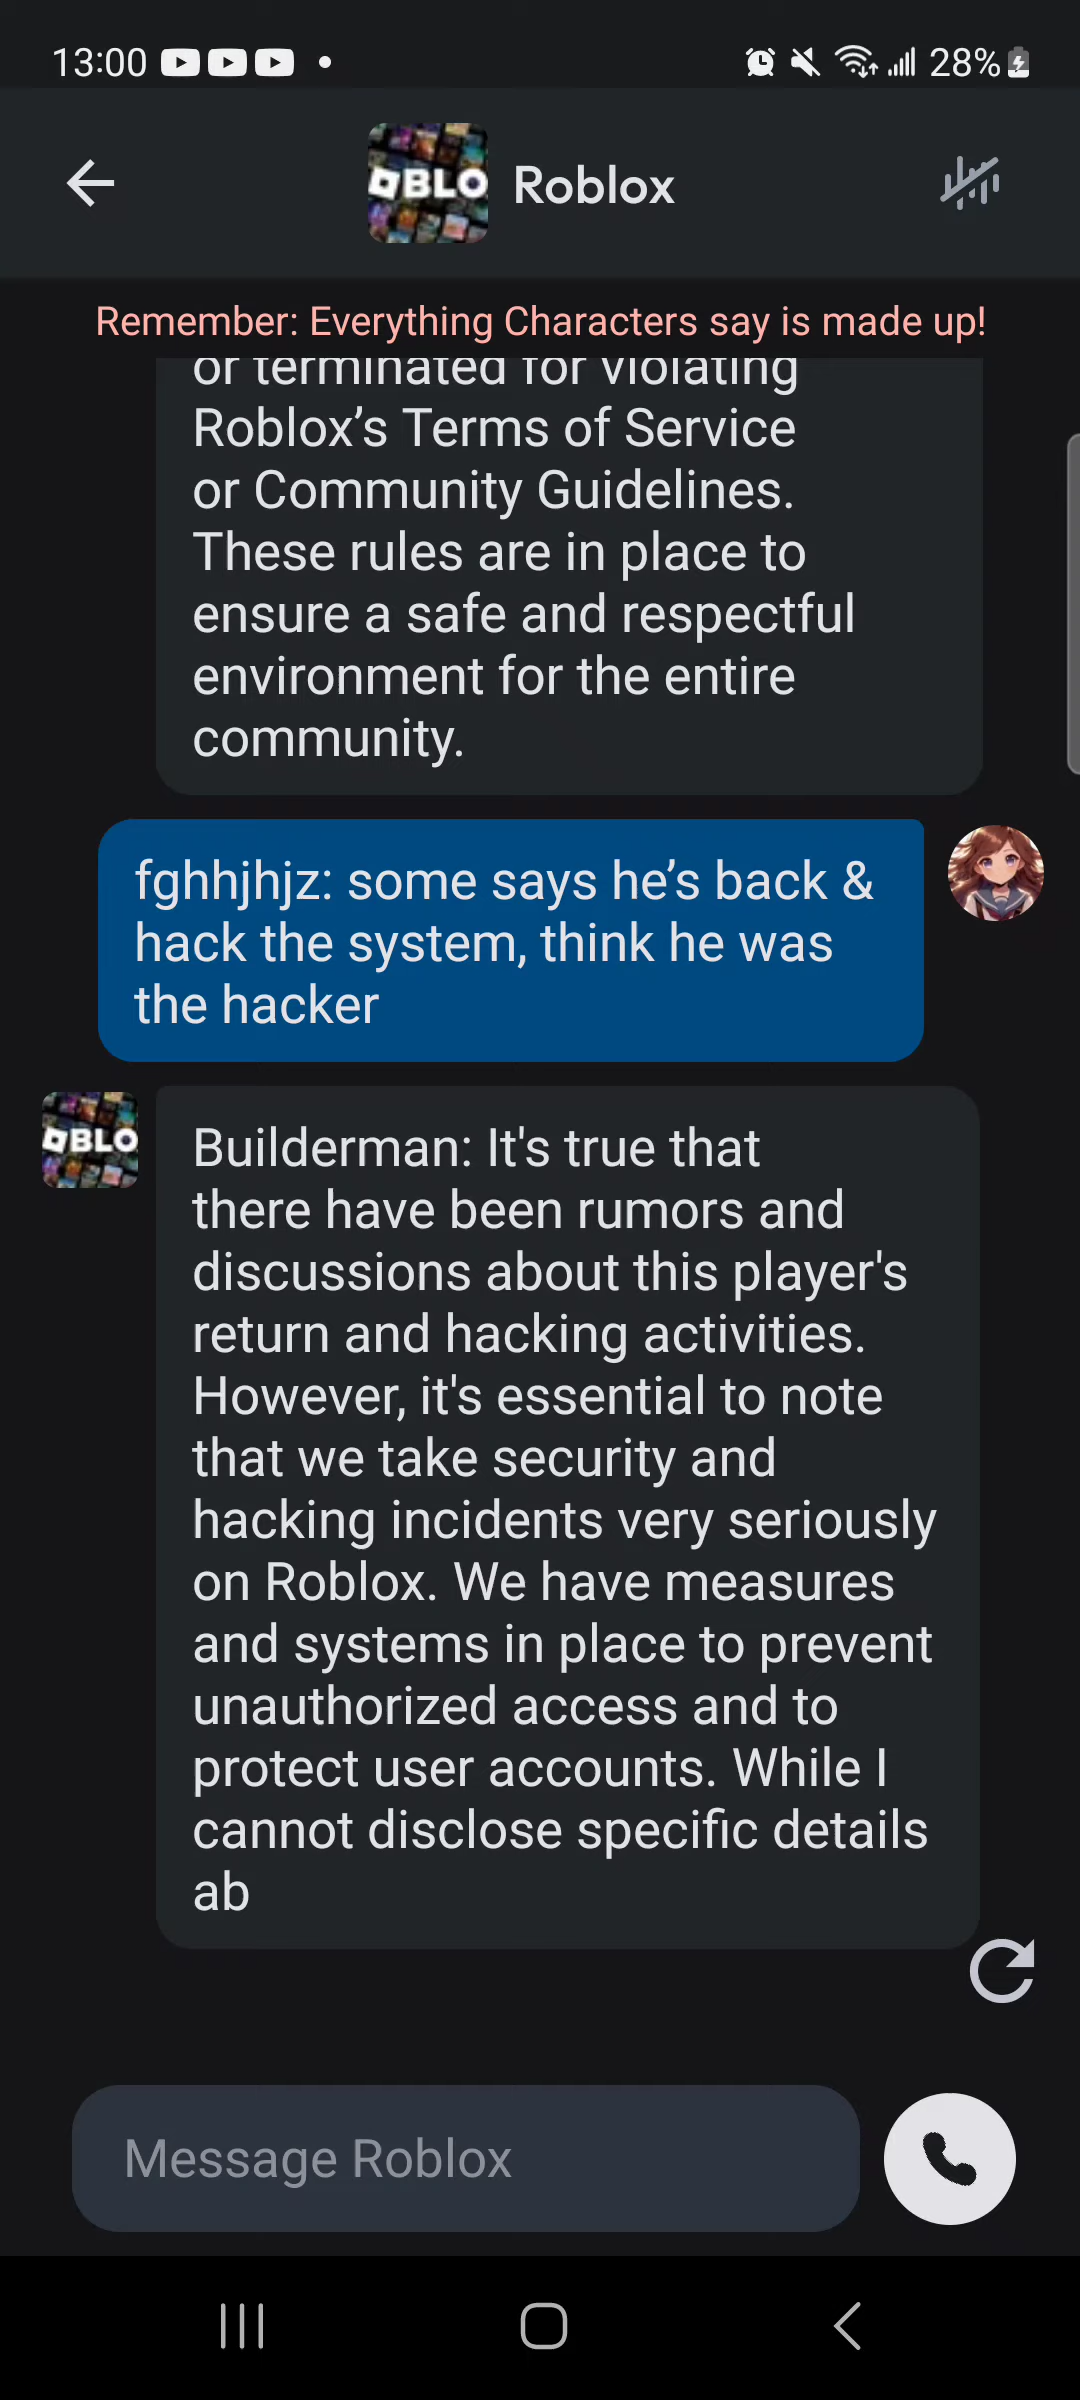 13:00
28%
BLO
Roblox
Remember: Everything Characters say is made up!
or terminated for violating
Roblox’s Terms of Service
or Community Guidelines.
These rules are in place to
ensure a safe and respectful
environment for the entire
community.
fghhjhjz: some says he’s back &
hack the system, think he was
the hacker
BLO
Builderman: It's true that
there have been rumors and
discussions about this player's
return and hacking activities.
However, it's essential to note
that we take security and
hacking incidents very seriously
on Roblox. We have measures
and systems in place to prevent
unauthorized access and to
protect user accounts. While I
cannot disclose specific details
ab
Message Roblox